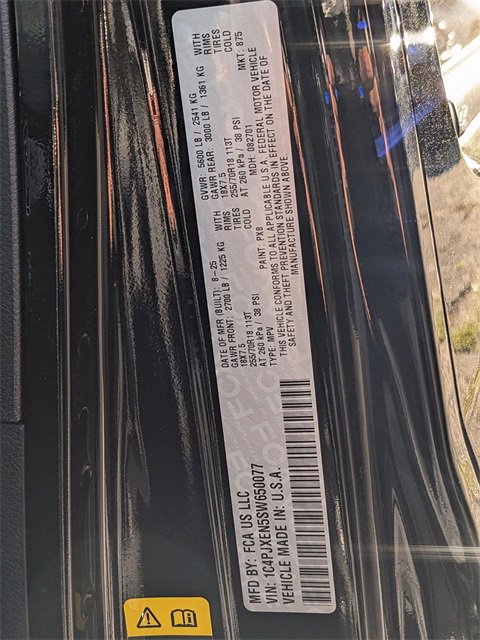 MFD BY: FCA US LLC
VIN: 1C4PJXEN5SW650077
VEHICLE MADE IN: U.S.A.
DATE OF MFR (BUILT): 8-25 GVWR: 5600 LB / 2541 KG
GAWR FRONT: 2700 LB / 1225 KG WITH GAWR REAR: 3000 LB / 1361 KG WITH
18X7.5 RIMS 18X7.5 RIMS
255/70R18 113T TIRES 255/70R18 113T TIRES
AT 260 kPa / 38 PSI COLD AT 260 kPa / 38 PSI COLD
TYPE: MPV PAINT: PX8 MDH: 082701 MKT: 875
THIS VEHICLE CONFORMS TO ALL APPLICABLE U.S.A. FEDERAL MOTOR VEHICLE
SAFETY AND THEFT PREVENTION STANDARDS IN EFFECT ON THE DATE OF
MANUFACTURE SHOWN ABOVE.